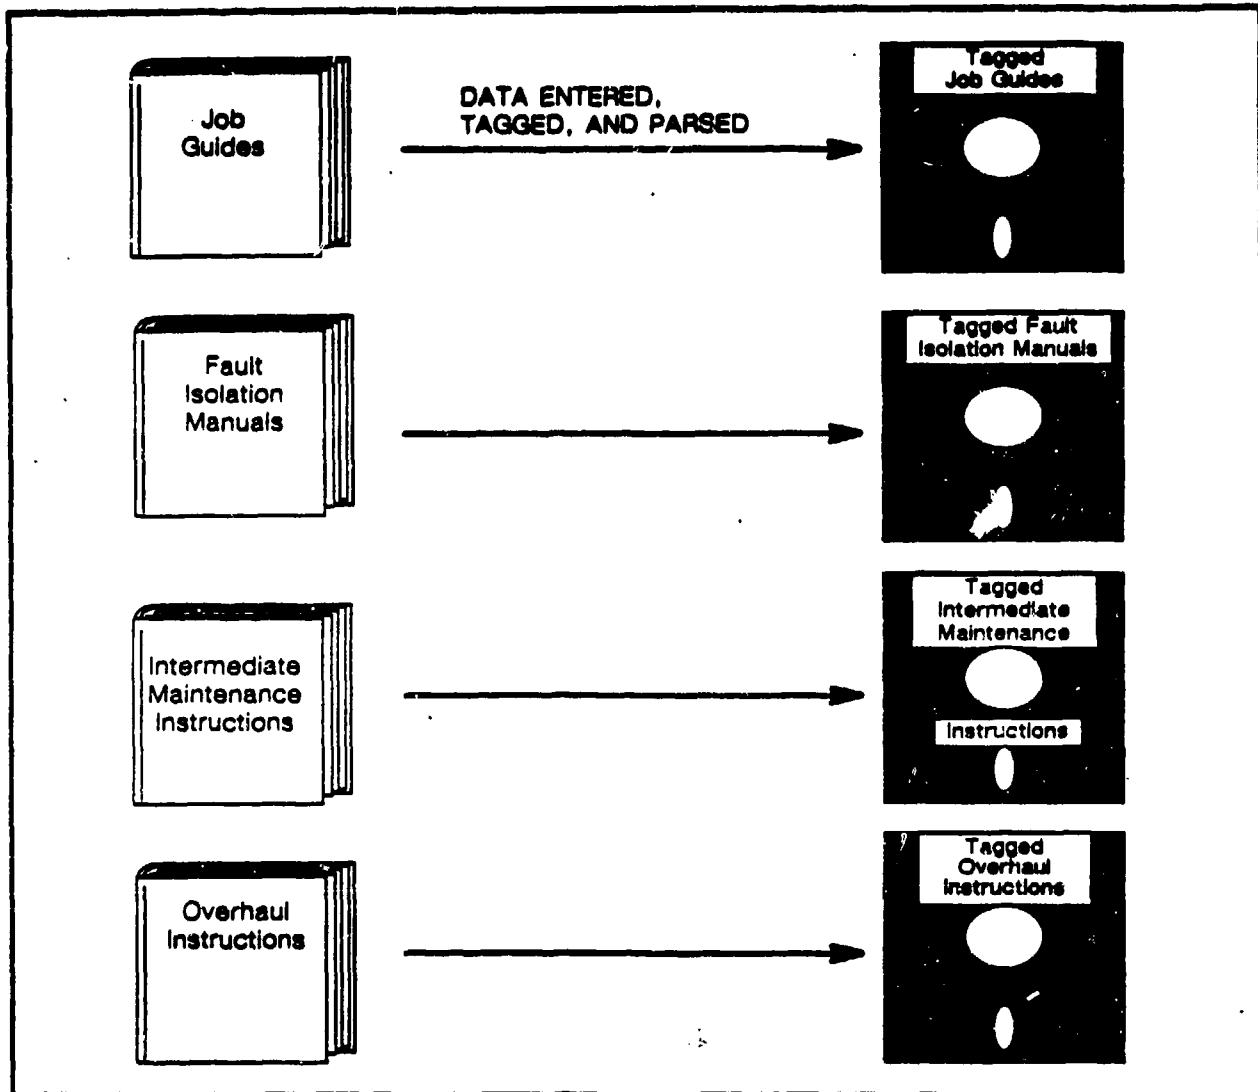 Job
Guides
DATA ENTERED,
TAGGED, AND PARSED
Tagged
Job Guides
Fault
Isolation
Manuals
Tagged Fault
Isolation Manuals
Intermediate
Maintenance
Instructions
Tagged
Intermediate
Maintenance
Instructions
Overhaul
Instructions
Tagged
Overhaul
Instructions